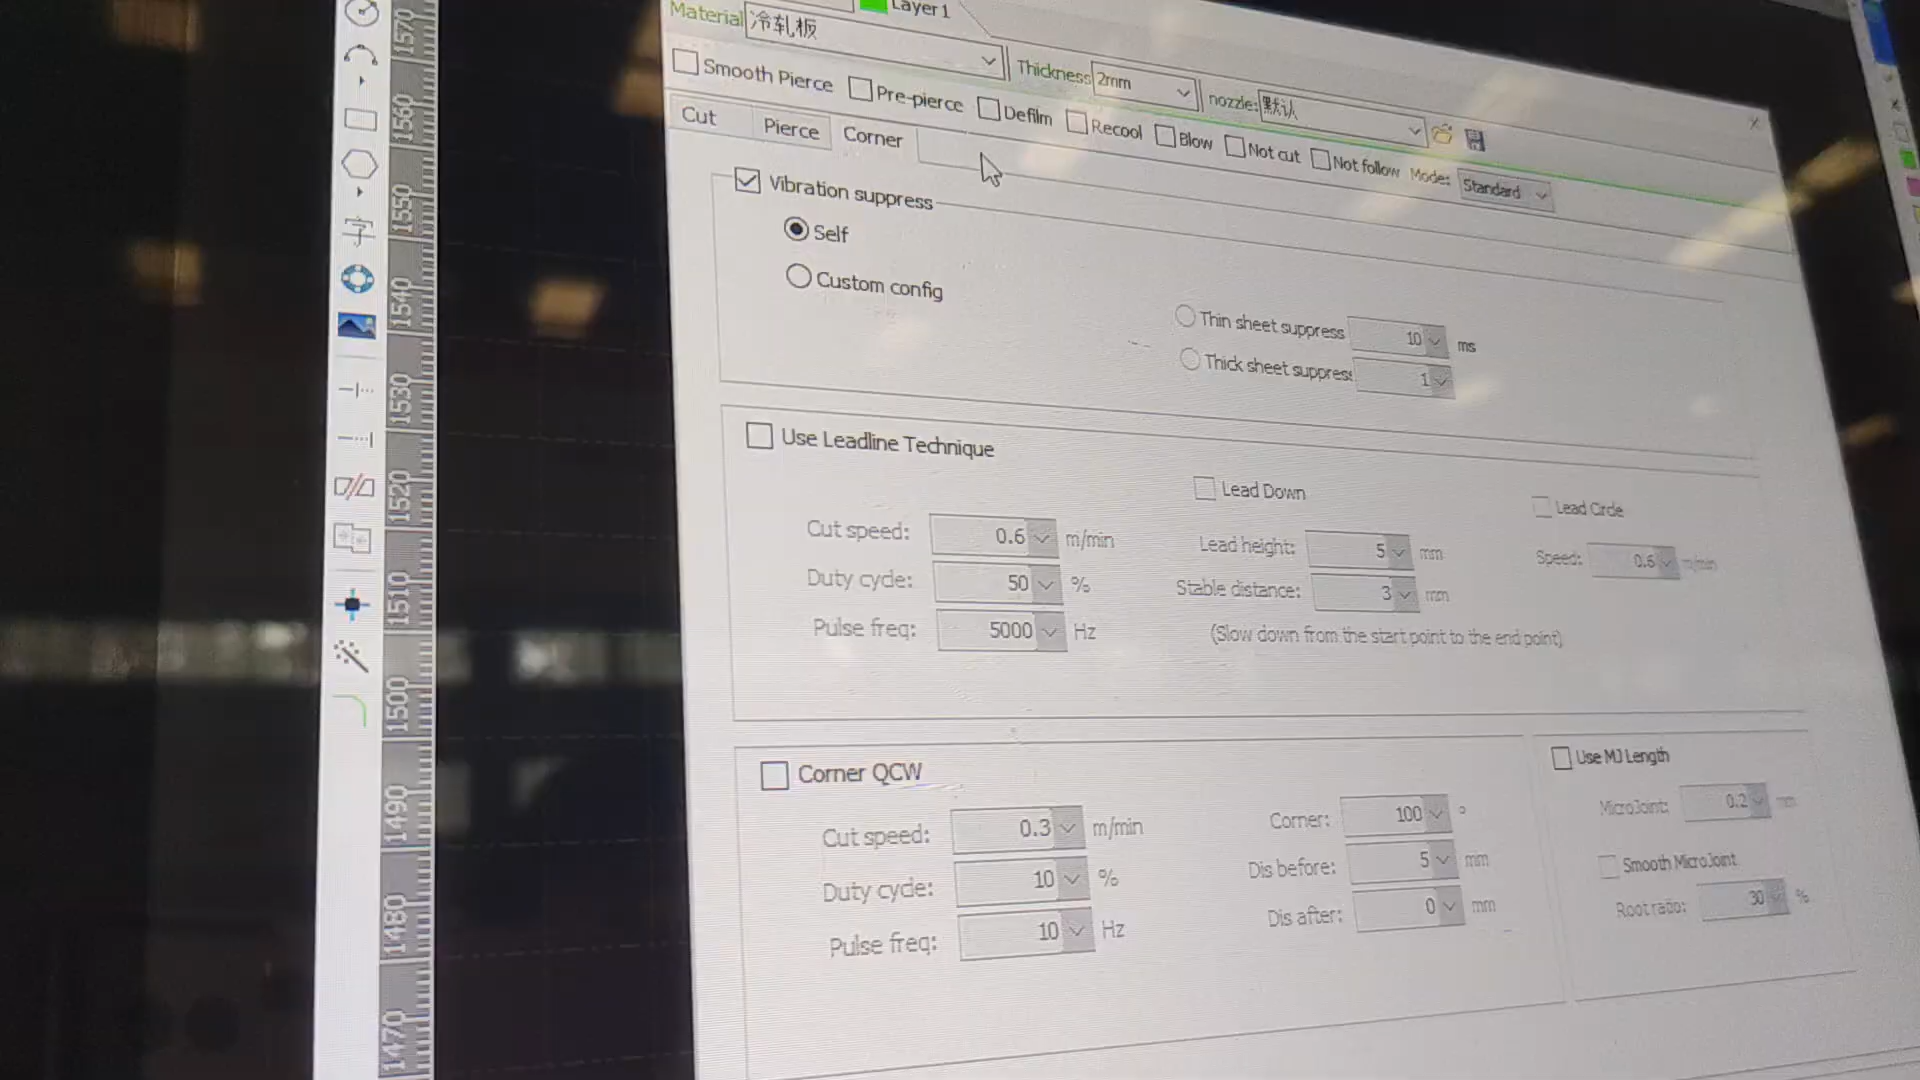 Layer1
Material 冷轧板 Thickness 2mm nozzle: 默认
Smooth Pierce Pre-pierce Defilm Recool Blow Not cut Not follow Mode: Standard
Cut Pierce Corner
Vibration suppress
Self
Custom config
Thin sheet suppress 10 ms
Thick sheet suppress 1
Use Leadline Technique
Lead Down
Lead Circle
Cut speed: 0.6 m/min
Duty cycle: 50 %
Pulse freq: 5000 Hz
Lead height: 5 mm
Stable distance: 3 mm
(Slow down from the start point to the end point)
Speed: 0.6 m/min
Corner QCW
Cut speed: 0.3 m/min
Duty cycle: 10 %
Pulse freq: 10 Hz
Corner: 100 °
Dis before: 5 mm
Dis after: 0 mm
Use MJ Length
MicroJoint: 0.2 mm
Smooth MicroJoint
Root ratio: 30 %
字
1570
1560
1550
1540
1530
1520
1510
1500
1490
1480
1470